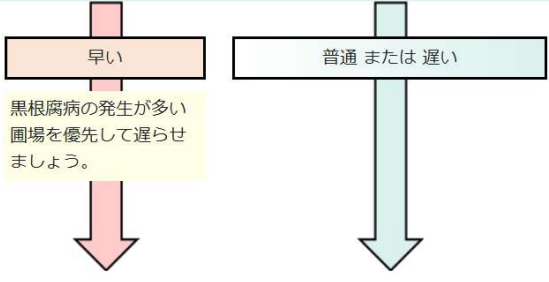 早い
普通 または 遅い
黒根腐病の発生が多い
圃場を優先して遅らせ
ましょう。